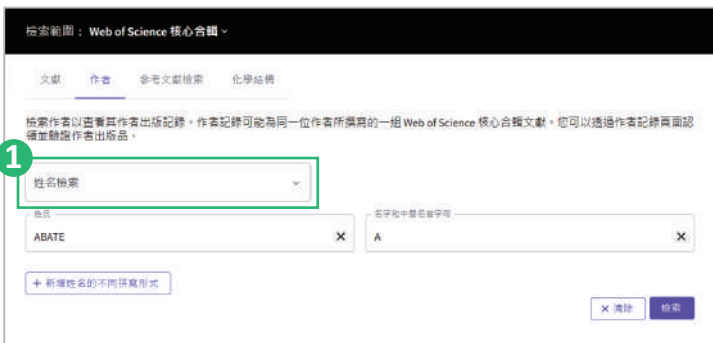 檢索範圍：Web of Science 核心合輯
文獻 作者 參考文獻檢索 化學結構
檢索作者以查看其作者出版記錄。作者記錄可能為同一位作者所撰寫的一組 Web of Science 核心合輯文獻。您可以透過作者記錄頁面認
領並驗證作者出版品。
1
姓名檢索
姓氏 名字和中間名首字母
ABATE A
+ 新增姓名的不同拼寫形式
× 清除 檢索